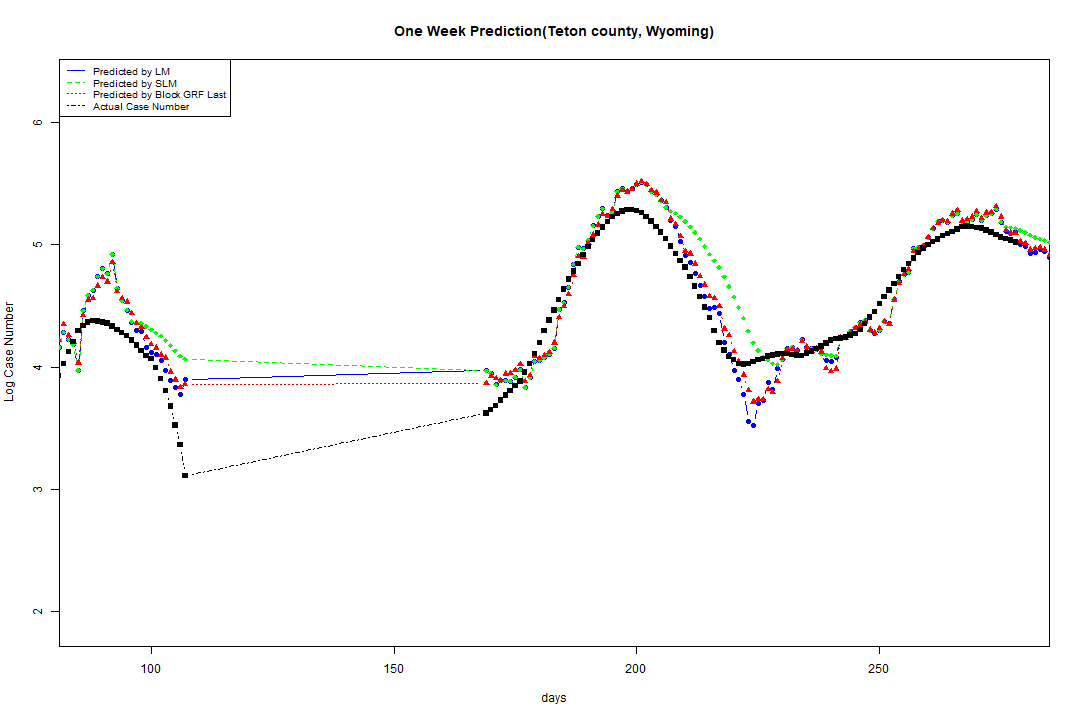 One Week Prediction(Teton county, Wyoming)
Predicted by LM
Predicted by SLM
Predicted by Block GRF Last
Actual Case Number
Log Case Number
6
5
4
3
2
100
150
200
250
days